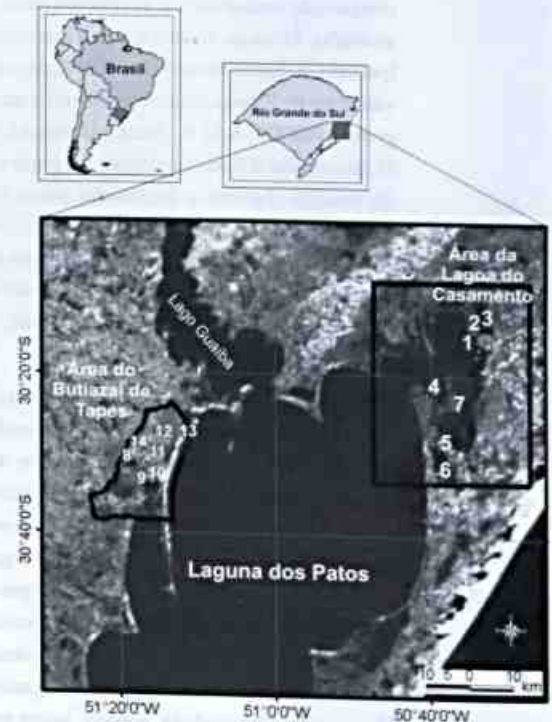 Brasil
Rio Grande do Sul
Área da
Lagoa do
Casamento
Lago Guaíba
Área do
Butiazal de
Tapes
1
2
3
4
5
6
7
8
9
10
11
12
13
14
Laguna dos Patos
30°20'0"S
30°40'0"S
51°20'0"W
51°0'0"W
50°40'0"W
10 5 0 10
km